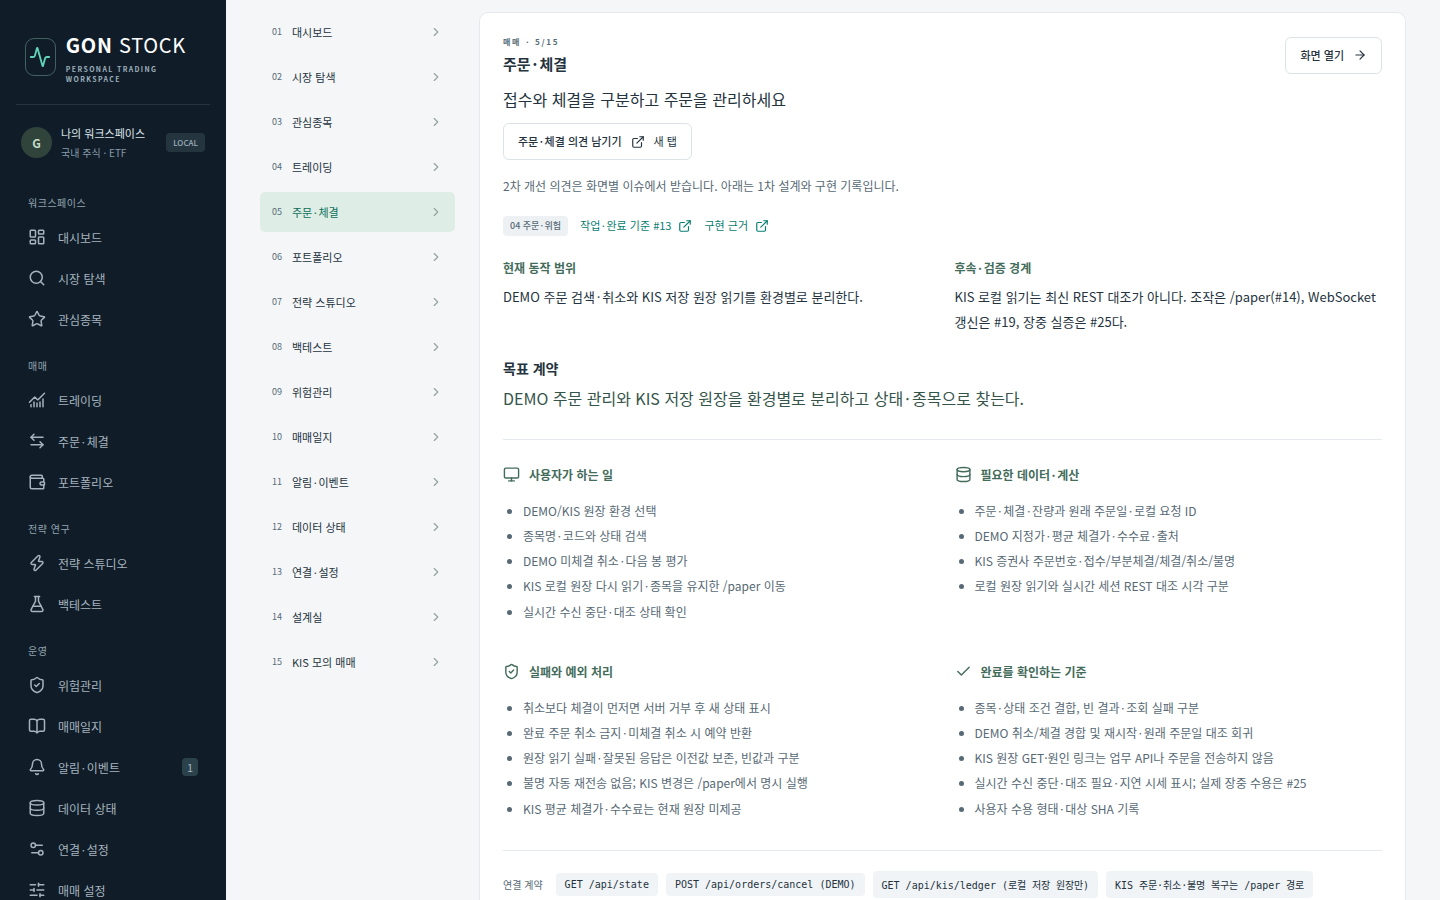 GON STOCK
PERSONAL TRADING
WORKSPACE
G
나의 워크스페이스
국내 주식 · ETF
LOCAL
워크스페이스
대시보드
시장 탐색
관심종목
매매
트레이딩
주문·체결
포트폴리오
전략 연구
전략 스튜디오
백테스트
운영
위험관리
매매일지
알림·이벤트
1
데이터 상태
연결·설정
매매 설정
01 대시보드
02 시장 탐색
03 관심종목
04 트레이딩
05 주문·체결
06 포트폴리오
07 전략 스튜디오
08 백테스트
09 위험관리
10 매매일지
11 알림·이벤트
12 데이터 상태
13 연결·설정
14 설계실
15 KIS 모의 매매
매매 · 5/15
주문·체결
화면 열기
접수와 체결을 구분하고 주문을 관리하세요
주문·체결 의견 남기기 새 탭
2차 개선 의견은 화면별 이슈에서 받습니다. 아래는 1차 설계와 구현 기록입니다.
04 주문·위험 작업·완료 기준 #13 구현 근거
현재 동작 범위
DEMO 주문 검색·취소와 KIS 저장 원장 읽기를 환경별로 분리한다.
후속·검증 경계
KIS 로컬 읽기는 최신 REST 대조가 아니다. 조작은 /paper(#14), WebSocket
갱신은 #19, 장중 실증은 #25다.
목표 계약
DEMO 주문 관리와 KIS 저장 원장을 환경별로 분리하고 상태·종목으로 찾는다.
사용자가 하는 일
DEMO/KIS 원장 환경 선택
종목명·코드와 상태 검색
DEMO 미체결 취소·다음 봉 평가
KIS 로컬 원장 다시 읽기·종목을 유지한 /paper 이동
실시간 수신 중단·대조 상태 확인
필요한 데이터·계산
주문·체결·잔량과 원래 주문일·로컬 요청 ID
DEMO 지정가·평균 체결가·수수료·출처
KIS 증권사 주문번호·접수/부분체결/체결/취소/불명
로컬 원장 읽기와 실시간 세션 REST 대조 시각 구분
실패와 예외 처리
취소보다 체결이 먼저면 서버 거부 후 새 상태 표시
완료 주문 취소 금지·미체결 취소 시 예약 반환
원장 읽기 실패·잘못된 응답은 이전값 보존, 빈값과 구분
불명 자동 재전송 없음; KIS 변경은 /paper에서 명시 실행
KIS 평균 체결가·수수료는 현재 원장 미제공
완료를 확인하는 기준
종목·상태 조건 결합, 빈 결과·조회 실패 구분
DEMO 취소/체결 경합 및 재시작·원래 주문일 대조 회귀
KIS 원장 GET·원인 링크는 업무 API나 주문을 전송하지 않음
실시간 수신 중단·대조 필요·지연 시세 표시; 실제 장중 수용은 #25
사용자 수용 형태·대상 SHA 기록
연결 계약 GET /api/state POST /api/orders/cancel (DEMO) GET /api/kis/ledger (로컬 저장 원장만) KIS 주문·취소·불명 복구는 /paper 경로